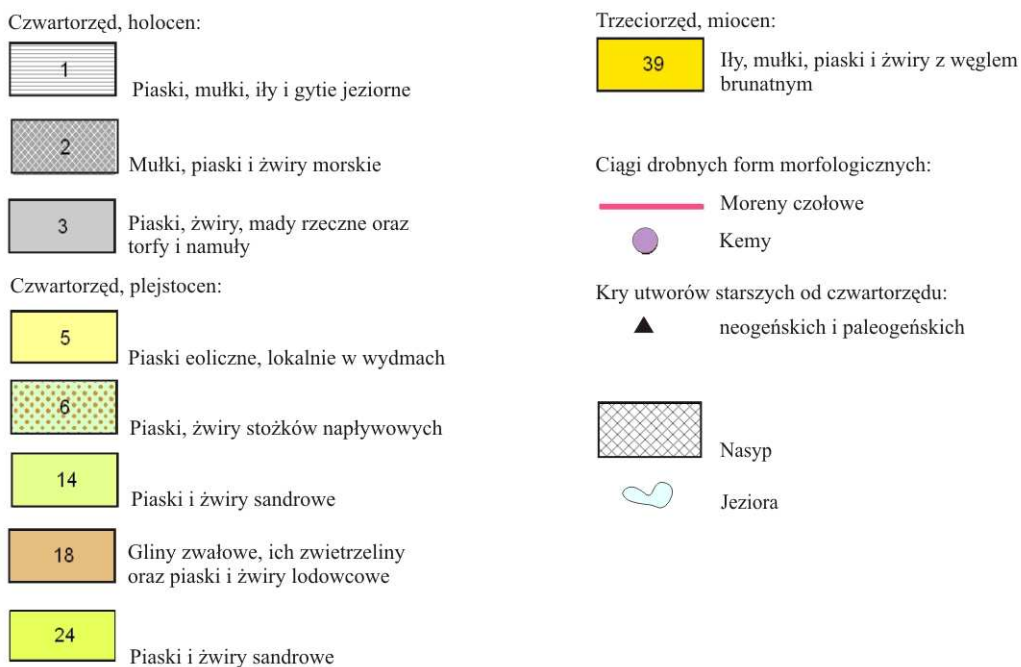 Czwartorzęd, holocen:
1
Piaski, mułki, iły i gytie jeziorne
2
Mułki, piaski i żwiry morskie
3
Piaski, żwiry, mady rzeczne oraz
torfy i namuły
Czwartorzęd, plejstocen:
5
Piaski eoliczne, lokalnie w wydmach
6
Piaski, żwiry stożków napływowych
14
Piaski i żwiry sandrowe
18
Gliny zwałowe, ich zwietrzeliny
oraz piaski i żwiry lodowcowe
24
Piaski i żwiry sandrowe
Trzeciorzęd, miocen:
39
Iły, mułki, piaski i żwiry z węglem
brunatnym
Ciągi drobnych form morfologicznych:
Moreny czołowe
Kemy
Kry utworów starszych od czwartorzędu:
neogeńskich i paleogeńskich
Nasyp
Jeziora